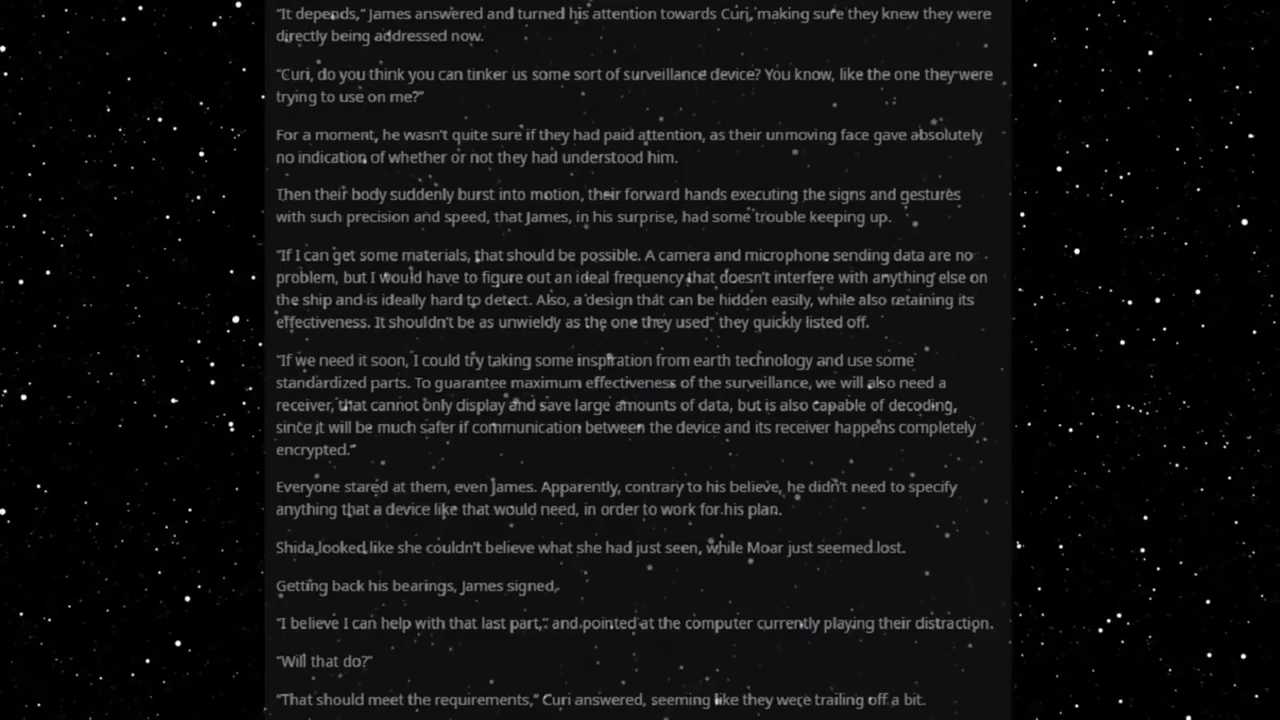 "It depends," James answered and turned his attention towards Curi, making sure they knew they were
directly being addressed now.
"Curi, do you think you can tinker us some sort of surveillance device? You know, like the one they were
trying to use on me?"
For a moment, he wasn't quite sure if they had paid attention, as their unmoving face gave absolutely
no indication of whether or not they had understood him.
Then their body suddenly burst into motion, their forward hands executing the signs and gestures
with such precision and speed, that James, in his surprise, had some trouble keeping up.
"If I can get some materials, that should be possible. A camera and microphone sending data are no
problem, but I would have to figure out an ideal frequency that doesn't interfere with anything else on
the ship and is ideally hard to detect. Also, a design that can be hidden easily, while also retaining its
effectiveness. It shouldn't be as unwieldy as the one they used" they quickly listed off.
"If we need it soon, I could try taking some inspiration from earth technology and use some
standardized parts. To guarantee maximum effectiveness of the surveillance, we will also need a
receiver, that cannot only display and save large amounts of data, but is also capable of decoding,
since it will be much safer if communication between the device and its receiver happens completely
encrypted."
Everyone stared at them, even James. Apparently, contrary to his believe, he didn't need to specify
anything that a device like that would need, in order to work for his plan.
Shida looked like she couldn't believe what she had just seen, while Moar just seemed lost.
Getting back his bearings, James signed,
"I believe I can help with that last part," and pointed at the computer currently playing their distraction.
"Will that do?"
"That should meet the requirements," Curi answered, seeming like they were trailing off a bit.